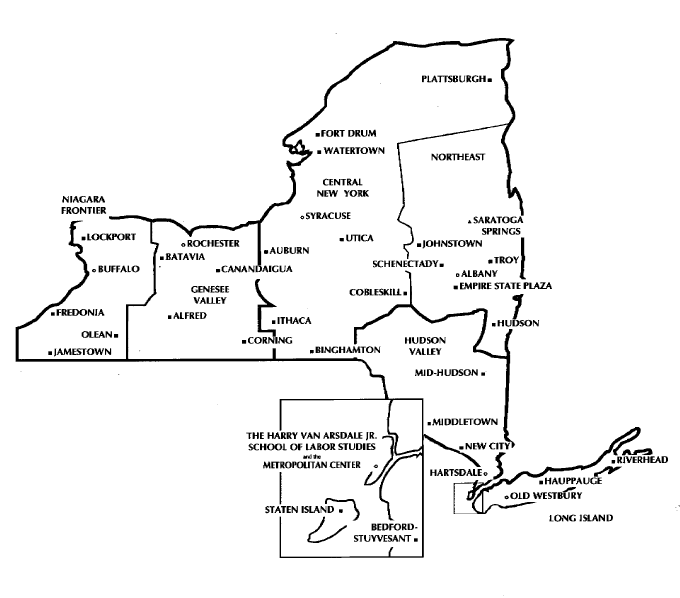 PLATTSBURGH
FORT DRUM
WATERTOWN
NORTHEAST
CENTRAL
NEW YORK
NIAGARA
FRONTIER
SYRACUSE
SARATOGA
SPRINGS
LOCKPORT
ROCHESTER
UTICA
JOHNSTOWN
AUBURN
BATAVIA
TROY
SCHENECTADY
BUFFALO
CANANDAIGUA
ALBANY
EMPIRE STATE PLAZA
GENESEE
VALLEY
COBLESKILL
FREDONIA
ALFRED
ITHACA
HUDSON
OLEAN
CORNING
HUDSON
VALLEY
JAMESTOWN
BINGHAMTON
MID-HUDSON
MIDDLETOWN
THE HARRY VAN ARSDALE JR.
SCHOOL OF LABOR STUDIES
and the
METROPOLITAN CENTER
NEW CITY
RIVERHEAD
HARTSDALE
HAUPPAUGE
OLD WESTBURY
STATEN ISLAND
LONG ISLAND
BEDFORD-
STUYVESANT